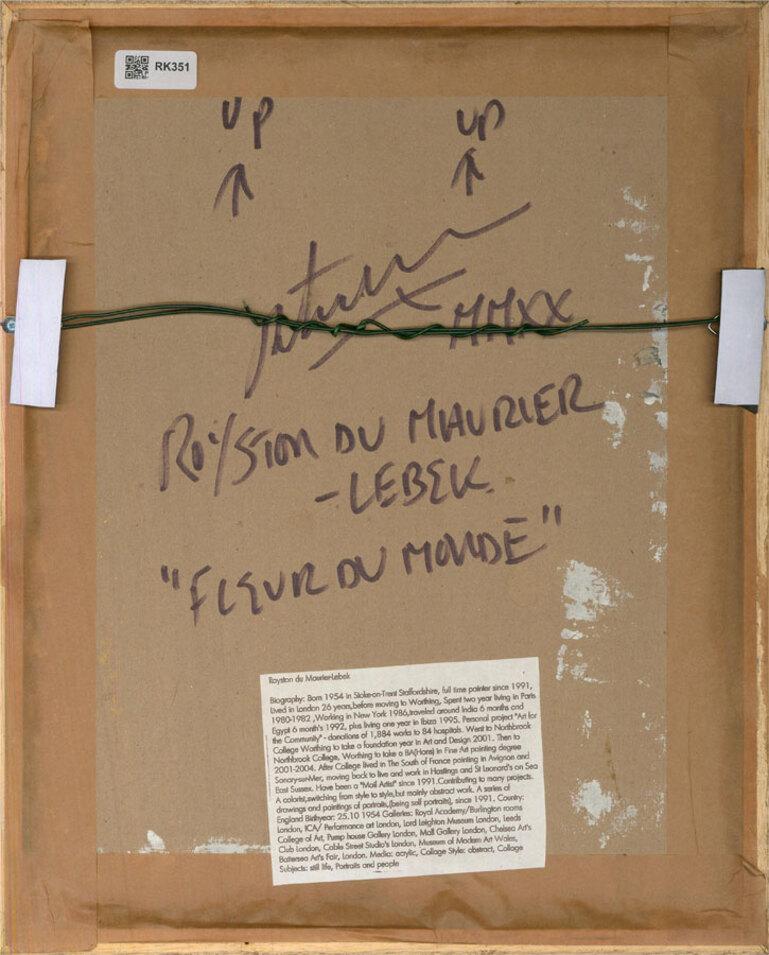 RK351
UP UP
MMXX
ROYSTON DU MAURIER
-LEBEK
"FLEUR DU MONDE"
Royston du Maurier-Lebek
Biography: Born 1954 in Stoke-on-Trent Staffordshire, full time painter since 1991,
Lived in London 26 years,before moving to Worthing, Spent two year living in Paris
1980-1982 ,Working in New York 1986,traveled around India 6 months and
Egypt 6 month's 1992, plus living one year in Ibiza 1995. Personal project "Art for
the Community" - donations of 1,884 works to 84 hospitals. Went to Northbrook
College Worthing to take a foundation year in Art and Design 2001. Then to
Northbrook College, Worthing to take a BA(Hons) in Fine Art painting degree
2001-2004. After College lived in The South of France painting in Avignon and
Sanary-sur-Mer, moving back to live and work in Hastings and St Leonard's on Sea
East Sussex. Have been a "Mail Artist" since 1991.Contributing to many projects.
A colorist,switching from style to style,but mainly abstract work. A series of
drawings and paintings of portraits,(being self portraits), since 1991. Country:
England Birthyear: 25.10 1954 Galleries: Royal Academy/Burlington rooms
London, ICA/ Performance art London, Lord Leighton Museum London, Leeds
College of Art, Pump house Gallery London, Mall Gallery London, Chelsea Art's
Club London, Cable Street Studio's London, Museum of Modern Art Wales,
Battersea Art's Fair, London. Media: acrylic, Collage Style: abstract, Collage
Subjects: still life, Portraits and people